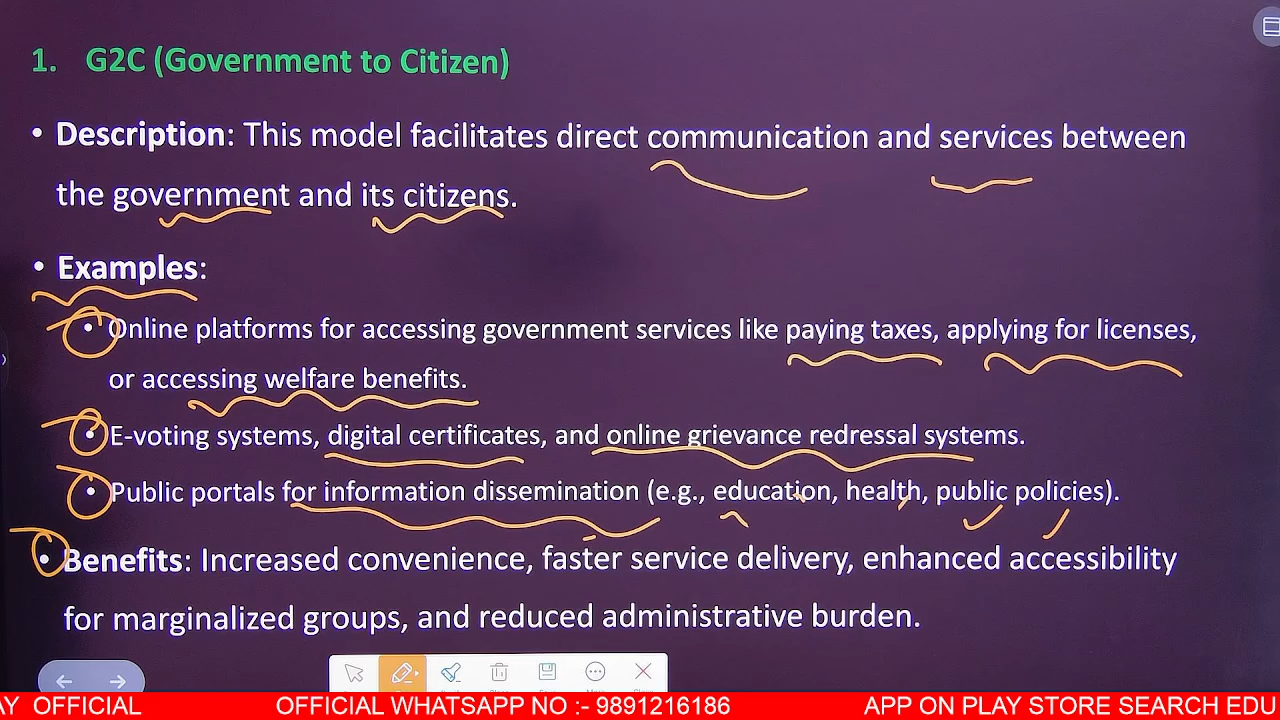 1. G2C (Government to Citizen)
• Description: This model facilitates direct communication and services between
the government and its citizens.
• Examples:
• Online platforms for accessing government services like paying taxes, applying for licenses,
or accessing welfare benefits.
• E-voting systems, digital certificates, and online grievance redressal systems.
• Public portals for information dissemination (e.g., education, health, public policies).
• Benefits: Increased convenience, faster service delivery, enhanced accessibility
for marginalized groups, and reduced administrative burden.
AY OFFICIAL OFFICIAL WHATSAPP NO :- 9891216186 APP ON PLAY STORE SEARCH EDU